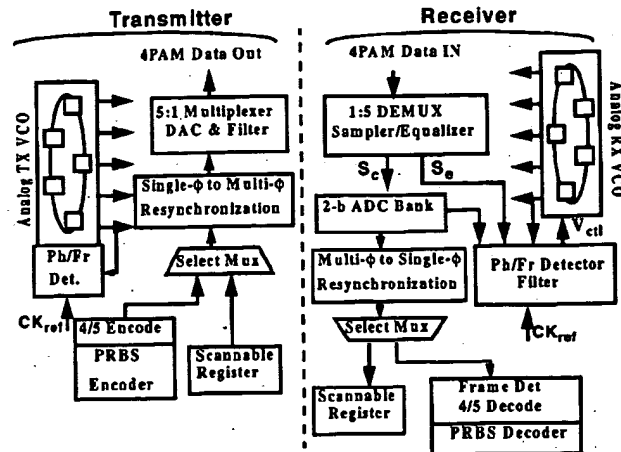 Transmitter
4PAM Data Out
Analog TX VCO
5:1 Multiplexer
DAC & Filter
Single-ϕ to Multi-ϕ
Resynchronization
Ph/Fr
Det.
Select Mux
CKref
4/5 Encode
PRBS
Encoder
Scannable
Register
Receiver
4PAM Data IN
1:5 DEMUX
Sampler/Equalizer
Analog RX VCO
Sc
Se
2-b ADC Bank
Vctl
Multi-ϕ to Single-ϕ
Resynchronization
Ph/Fr Detector
Filter
Select Mux
CKref
Scannable
Register
Frame Det
4/5 Decode
PRBS Decoder